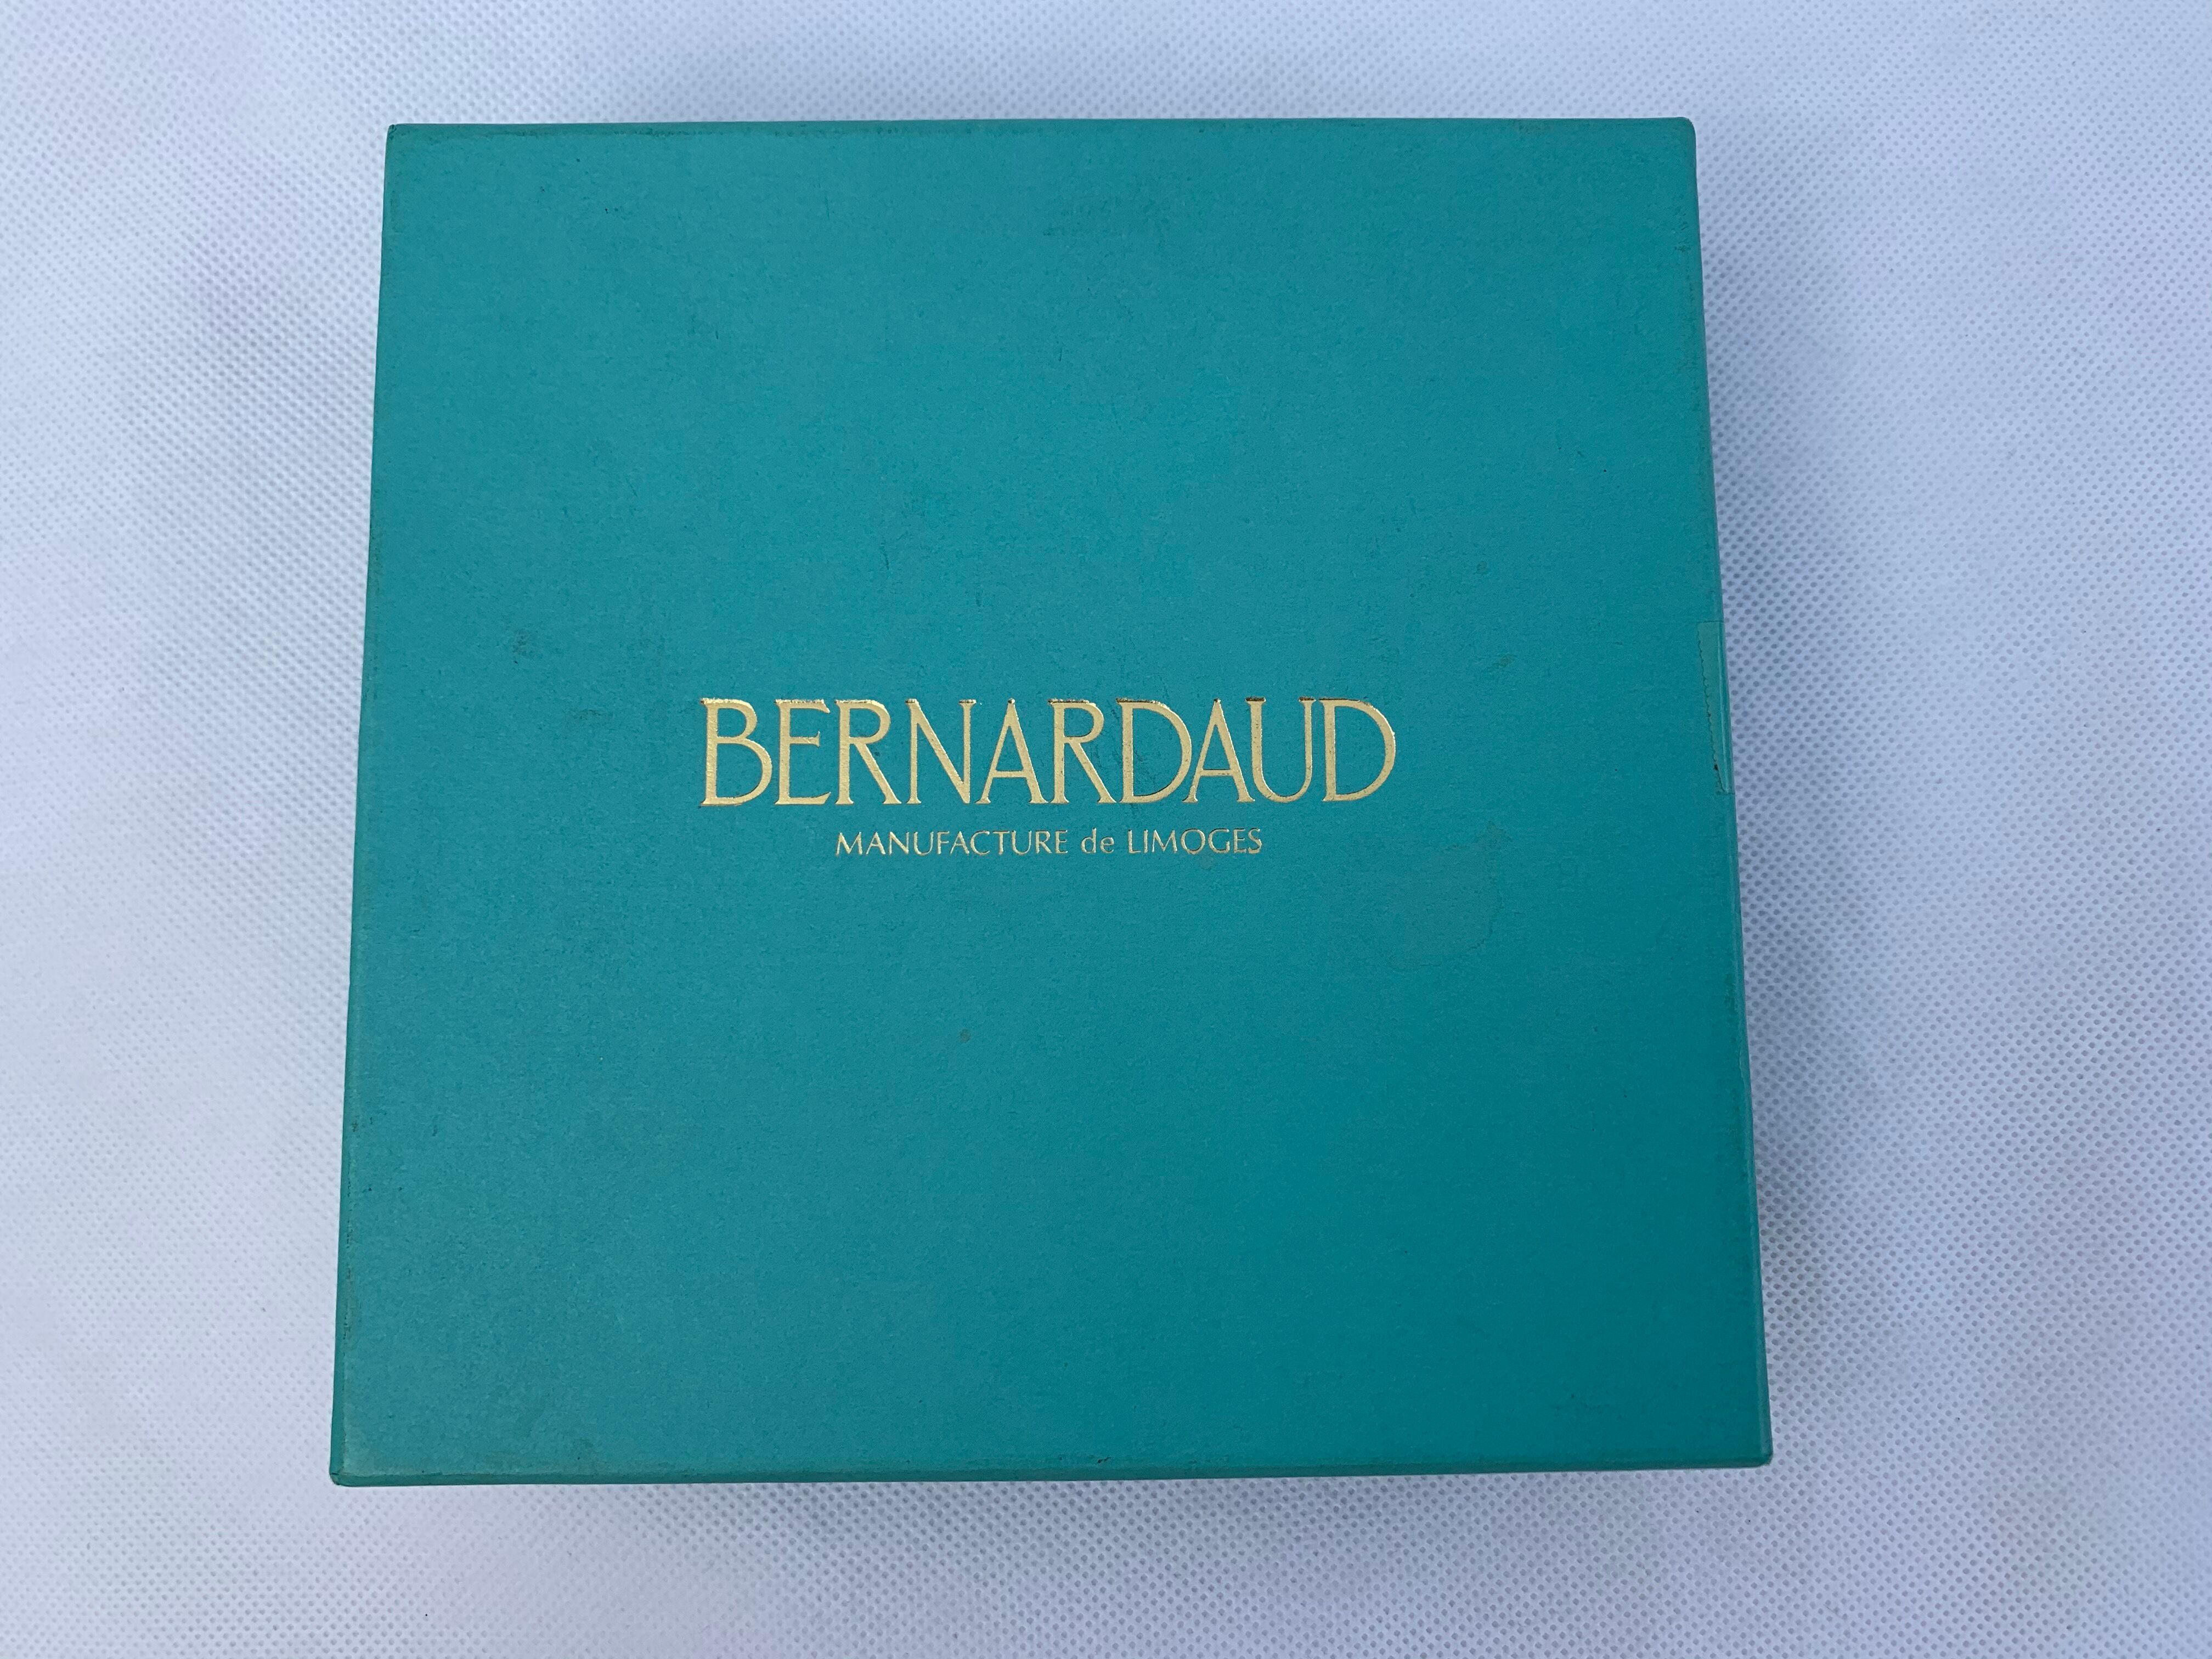 BERNARDAUD
MANUFACTURE de LIMOGES